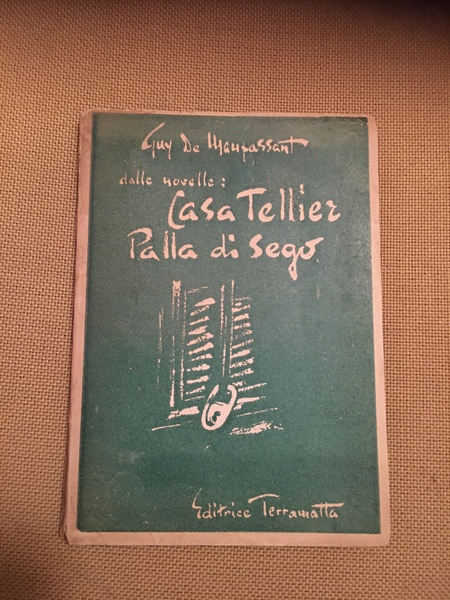 Guy De Maupassant
dalle novelle:
Casa Tellier
Palla di sego
Editrice Terramatta